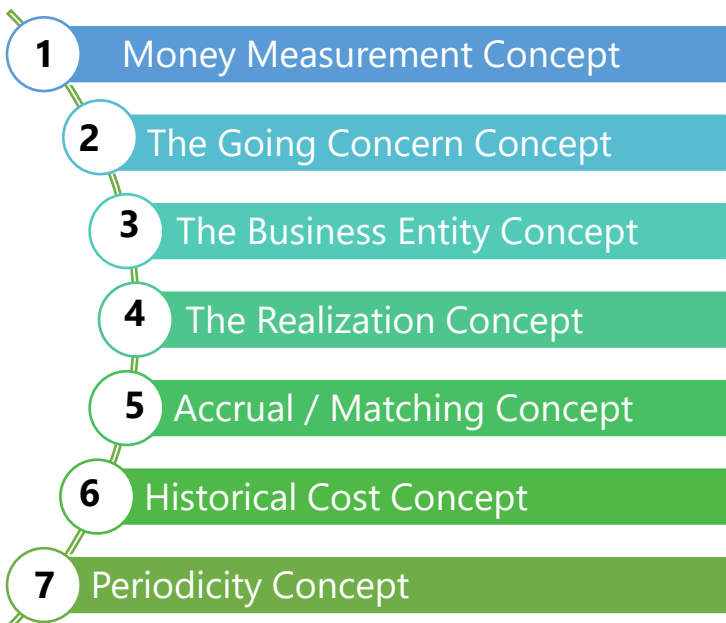 1 Money Measurement Concept
2 The Going Concern Concept
3 The Business Entity Concept
4 The Realization Concept
5 Accrual / Matching Concept
6 Historical Cost Concept
7 Periodicity Concept